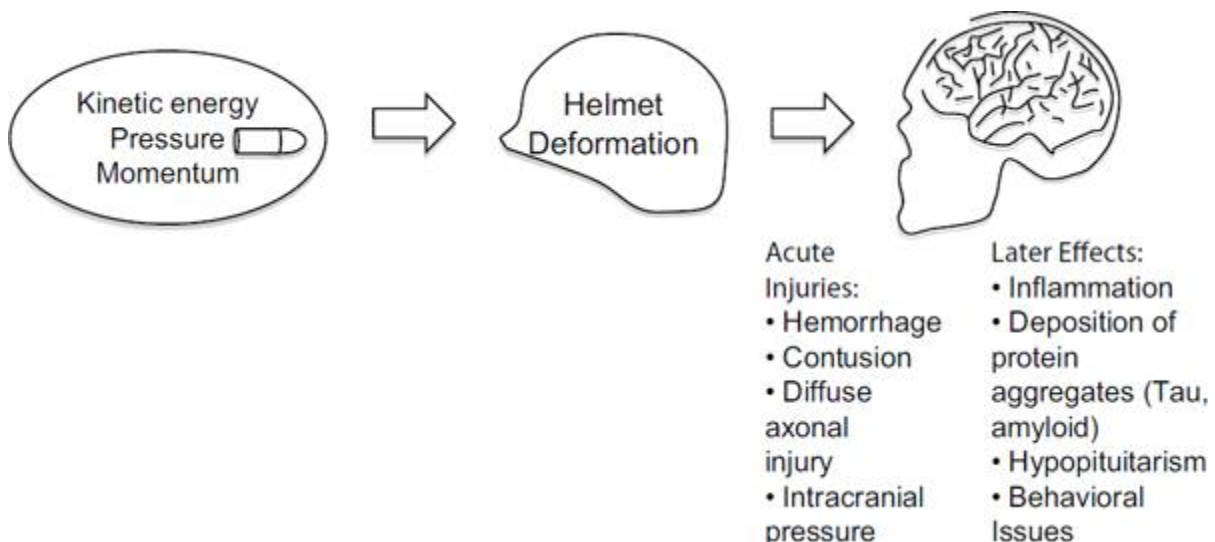 Kinetic energy
Pressure
Momentum
Helmet
Deformation
Acute
Injuries:
• Hemorrhage
• Contusion
• Diffuse
axonal
injury
• Intracranial
pressure
Later Effects:
• Inflammation
• Deposition of
protein
aggregates (Tau,
amyloid)
• Hypopituitarism
• Behavioral
Issues